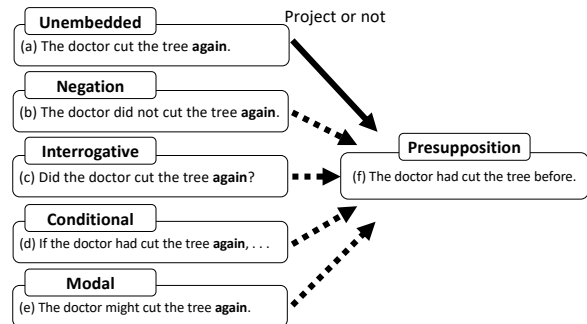 Unembedded
Project or not
(a) The doctor cut the tree again.
Negation
(b) The doctor did not cut the tree again.
Interrogative
Presupposition
(c) Did the doctor cut the tree again?
(f) The doctor had cut the tree before.
Conditional
(d) If the doctor had cut the tree again, . . .
Modal
(e) The doctor might cut the tree again.